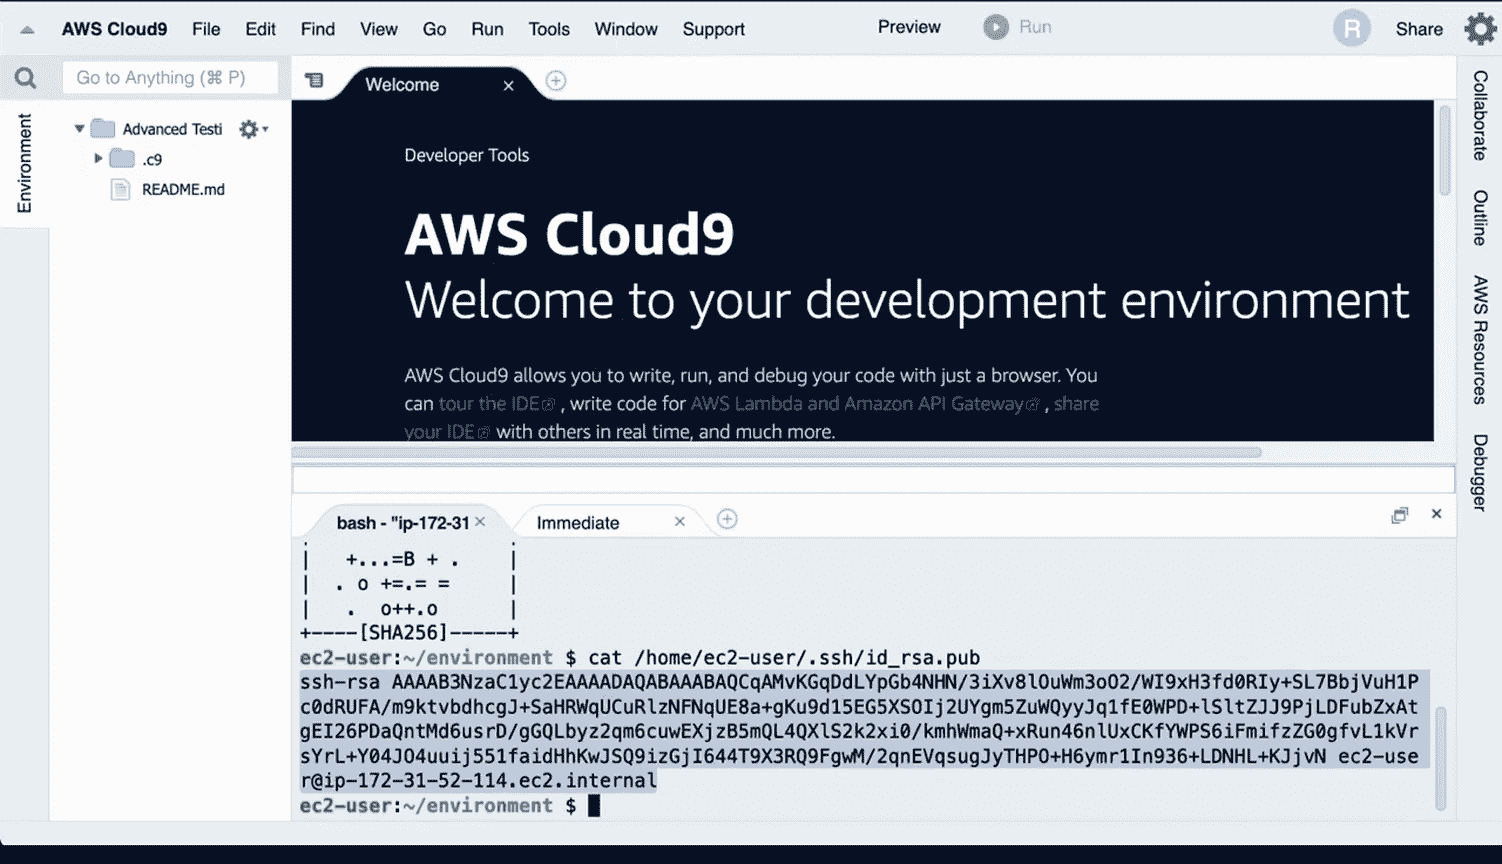 AWS Cloud9 File Edit Find View Go Run Tools Window Support Preview Run R Share
Go to Anything (⌘ P)
Welcome
Environment
Advanced Testi
.c9
README.md
Developer Tools
AWS Cloud9
Welcome to your development environment
AWS Cloud9 allows you to write, run, and debug your code with just a browser. You
can tour the IDE , write code for AWS Lambda and Amazon API Gateway , share
your IDE with others in real time, and much more.
Collaborate
Outline
AWS Resources
Debugger
bash - "ip-172-31
Immediate
| +...=B + . |
| . o +=.= = |
| . o++.o |
+----[SHA256]-----+
ec2-user:~/environment $ cat /home/ec2-user/.ssh/id_rsa.pub
ssh-rsa AAAAB3NzaC1yc2EAAAADAQABAAABAQCqAMvKGqDdLYpGb4NHN/3iXv8lOuWm3oO2/WI9xH3fd0RIy+SL7BbjVuH1P
c0dRUFA/m9ktvbdhcgJ+SaHRWqUCuRlzNFNqUE8a+gKu9d15EG5XSOIj2UYgm5ZuWQyyJq1fE0WPD+lSltZJJ9PjLDFubZxAt
gEI26PDaQntMd6usrD/gGQLbyz2qm6cuwEXjzB5mQL4QXlS2k2xi0/kmhWmaQ+xRun46nlUxCKfYWPS6iFmifzZG0gfvL1kVr
sYrL+Y04JO4uuij551faidHhKwJSQ9izGjI644T9X3RQ9FgwM/2qnEVqsugJyTHPO+H6ymr1In936+LDNHL+KJjvN ec2-use
r@ip-172-31-52-114.ec2.internal
ec2-user:~/environment $